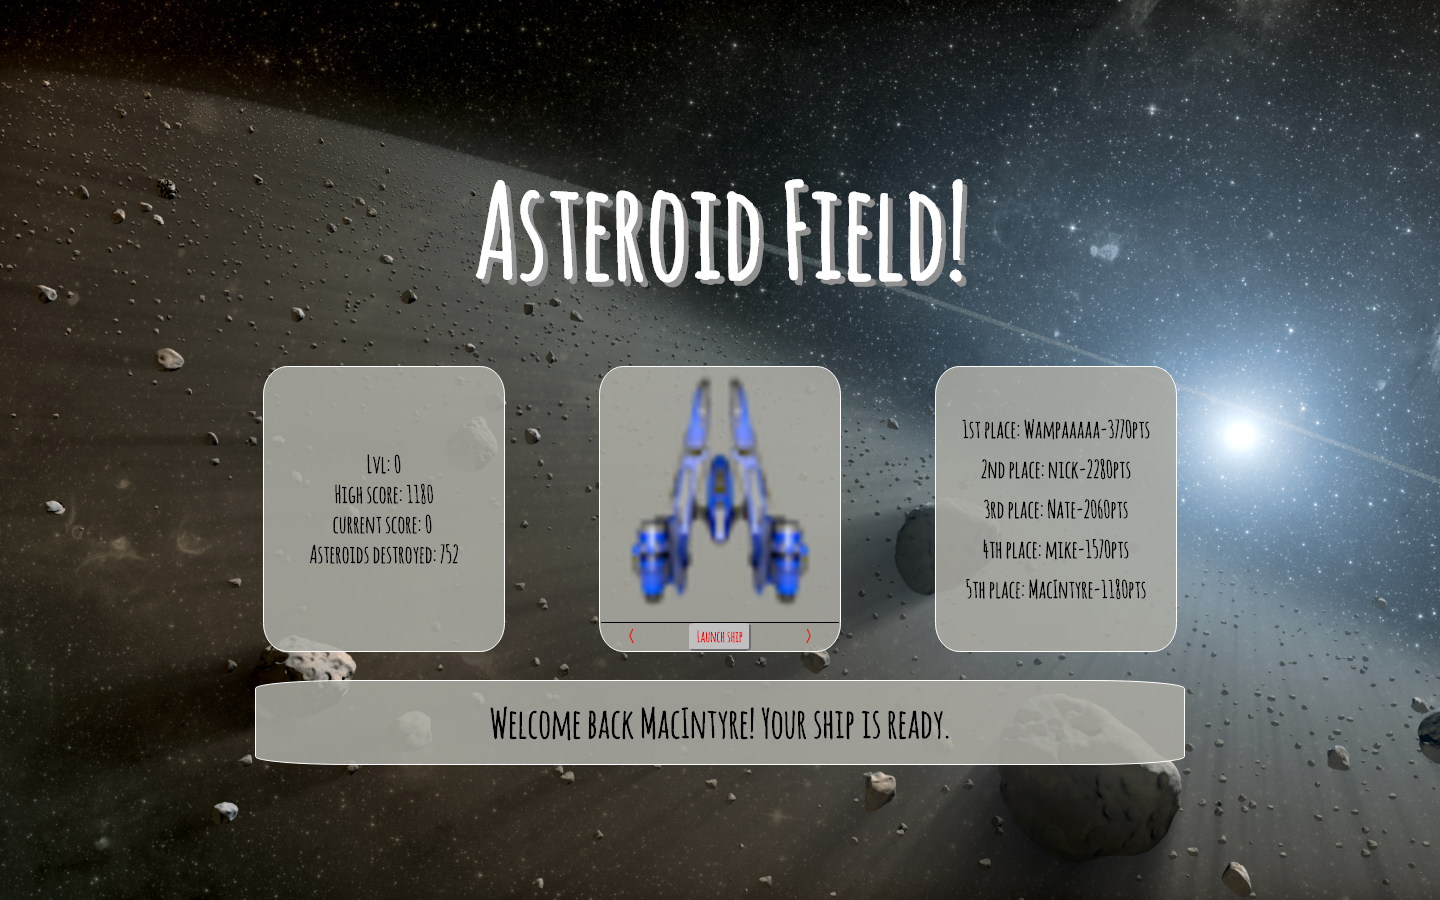 Asteroid Field!
Lvl: 0
High score: 1180
current score: 0
Asteroids destroyed: 752
< Launch ship >
1st place: Wampaaaaa-3770pts
2nd place: nick-2280pts
3rd place: Nate-2060pts
4th place: mike-1570pts
5th place: MacIntyre-1180pts
Welcome back MacIntyre! Your ship is ready.